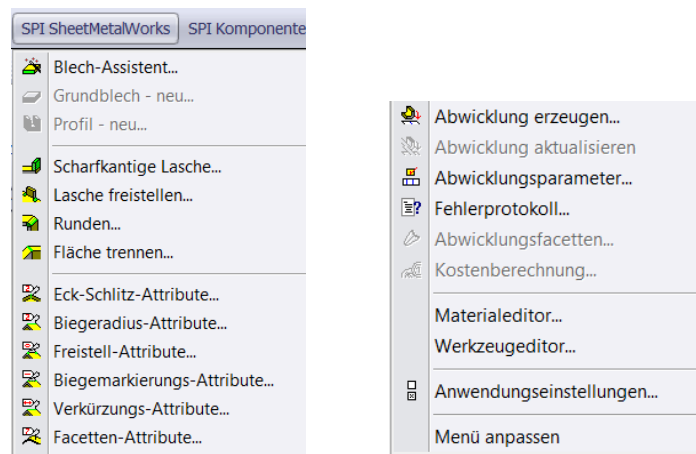 SPI SheetMetalWorks SPI Komponente
Blech-Assistent...
Grundblech - neu...
Profil - neu...
Scharfkantige Lasche...
Lasche freistellen...
Runden...
Fläche trennen...
Eck-Schlitz-Attribute...
Biegeradius-Attribute...
Freistell-Attribute...
Biegemarkierungs-Attribute...
Verkürzungs-Attribute...
Facetten-Attribute...
Abwicklung erzeugen...
Abwicklung aktualisieren
Abwicklungsparameter...
Fehlerprotokoll...
Abwicklungsfacetten...
Kostenberechnung...
Materialeditor...
Werkzeugeditor...
Anwendungseinstellungen...
Menü anpassen